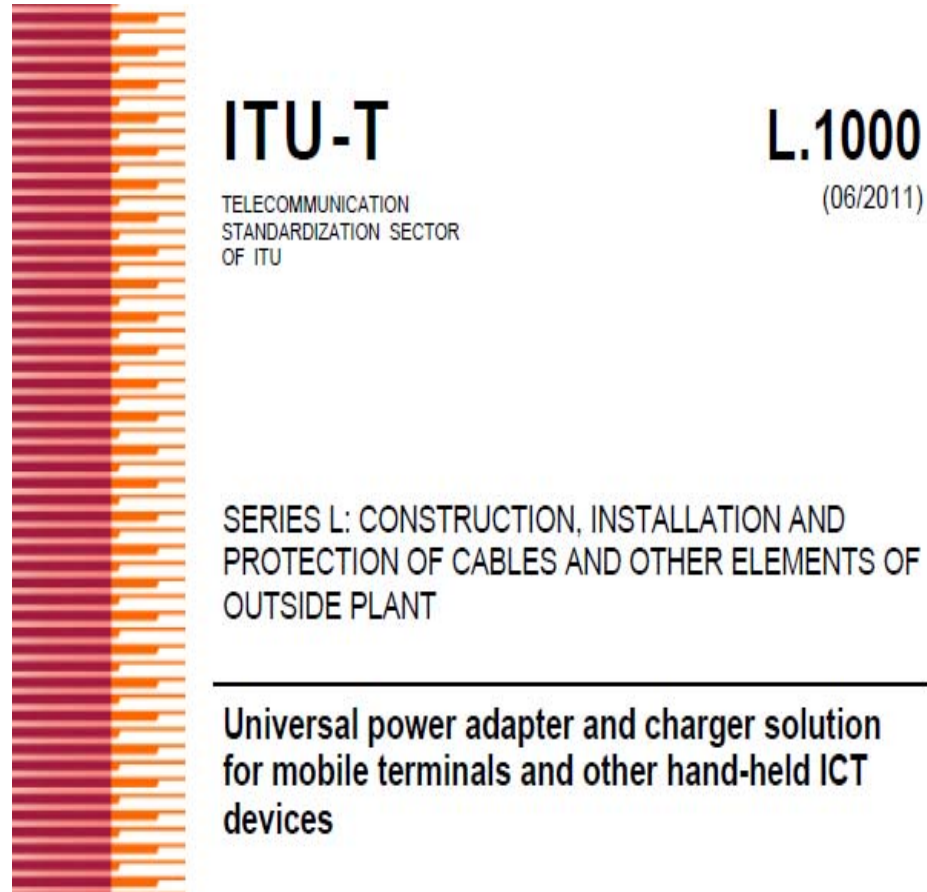 ITU-T
L.1000
(06/2011)
TELECOMMUNICATION
STANDARDIZATION SECTOR
OF ITU
SERIES L: CONSTRUCTION, INSTALLATION AND
PROTECTION OF CABLES AND OTHER ELEMENTS OF
OUTSIDE PLANT
Universal power adapter and charger solution
for mobile terminals and other hand-held ICT
devices